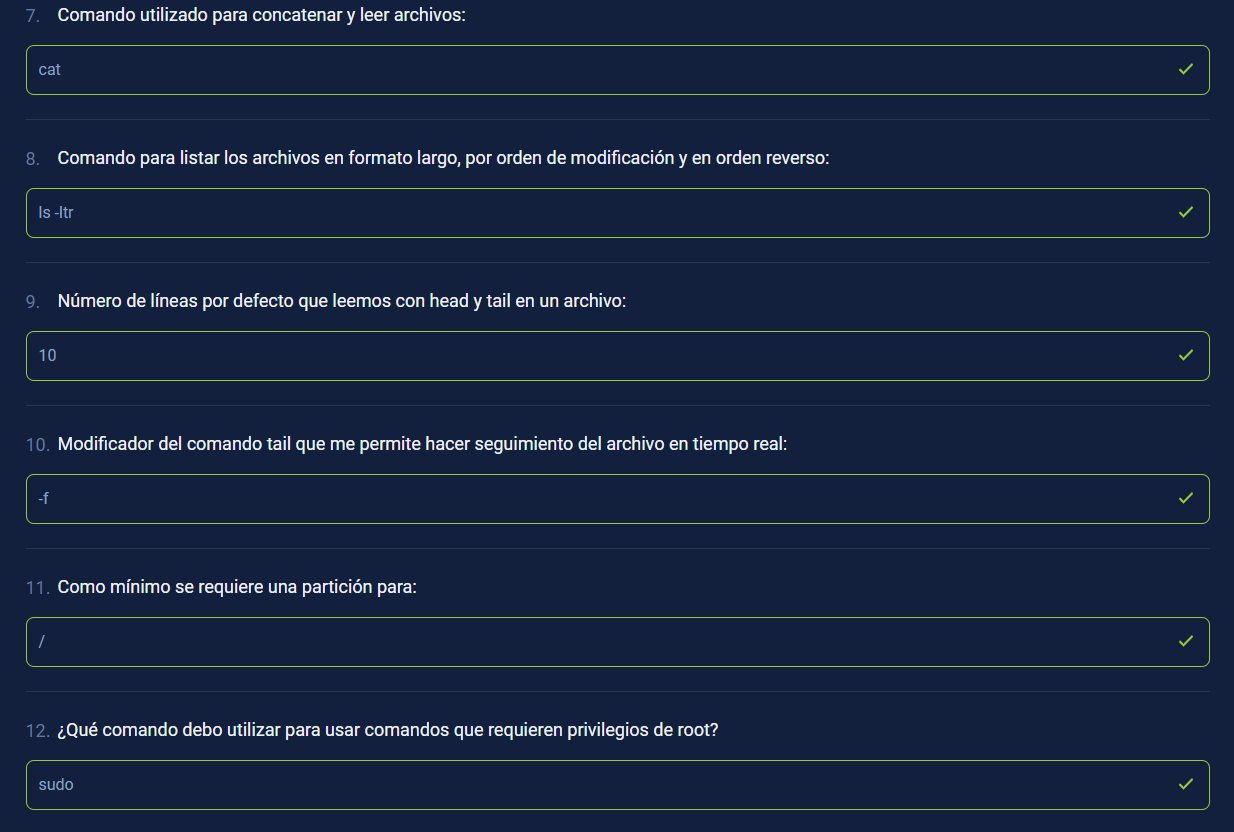 7. Comando utilizado para concatenar y leer archivos:
cat
8. Comando para listar los archivos en formato largo, por orden de modificación y en orden reverso:
ls -ltr
9. Número de líneas por defecto que leemos con head y tail en un archivo:
10
10. Modificador del comando tail que me permite hacer seguimiento del archivo en tiempo real:
-f
11. Como mínimo se requiere una partición para:
/
12. ¿Qué comando debo utilizar para usar comandos que requieren privilegios de root?
sudo